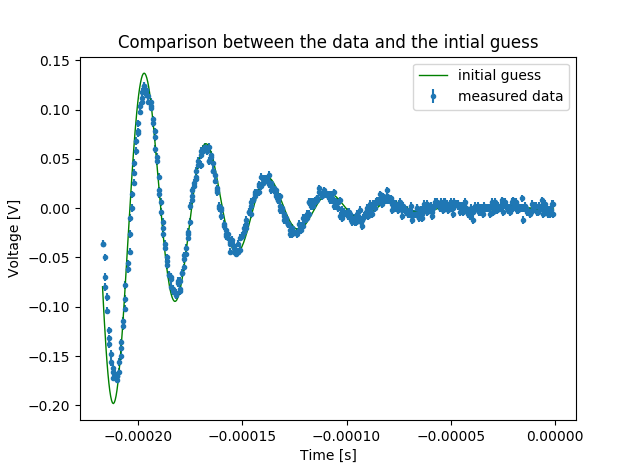 Comparison between the data and the intial guess
0.15
0.10
0.05
0.00
−0.05
−0.10
−0.15
−0.20
Voltage [V]
initial guess
measured data
−0.00020 −0.00015 −0.00010 −0.00005 0.00000
Time [s]